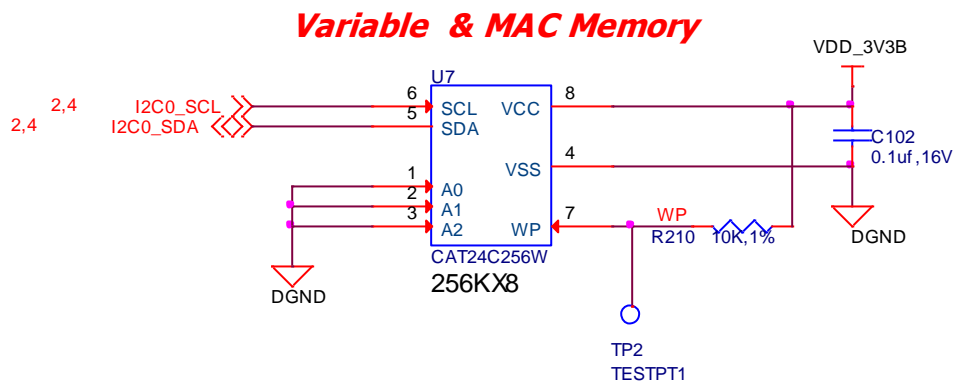 Variable & MAC Memory
VDD_3V3B
U7
2,4 I2C0_SCL 6 SCL VCC 8
2,4 I2C0_SDA 5 SDA
C102
0.1uf,16V
VSS 4
1 A0
2 A1
3 A2 WP 7 WP
R210 10K,1%
DGND
CAT24C256W
256KX8
DGND
TP2
TESTPT1